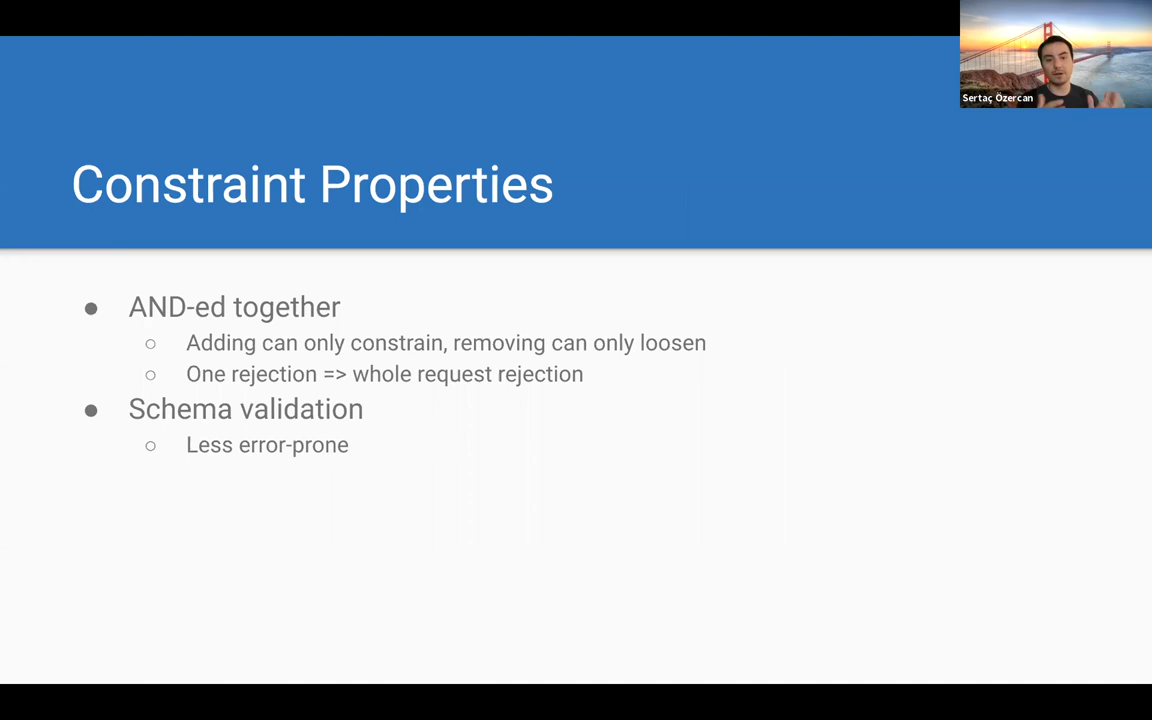 Sertaç Özercan
Constraint Properties
● AND-ed together
○ Adding can only constrain, removing can only loosen
○ One rejection => whole request rejection
● Schema validation
○ Less error-prone